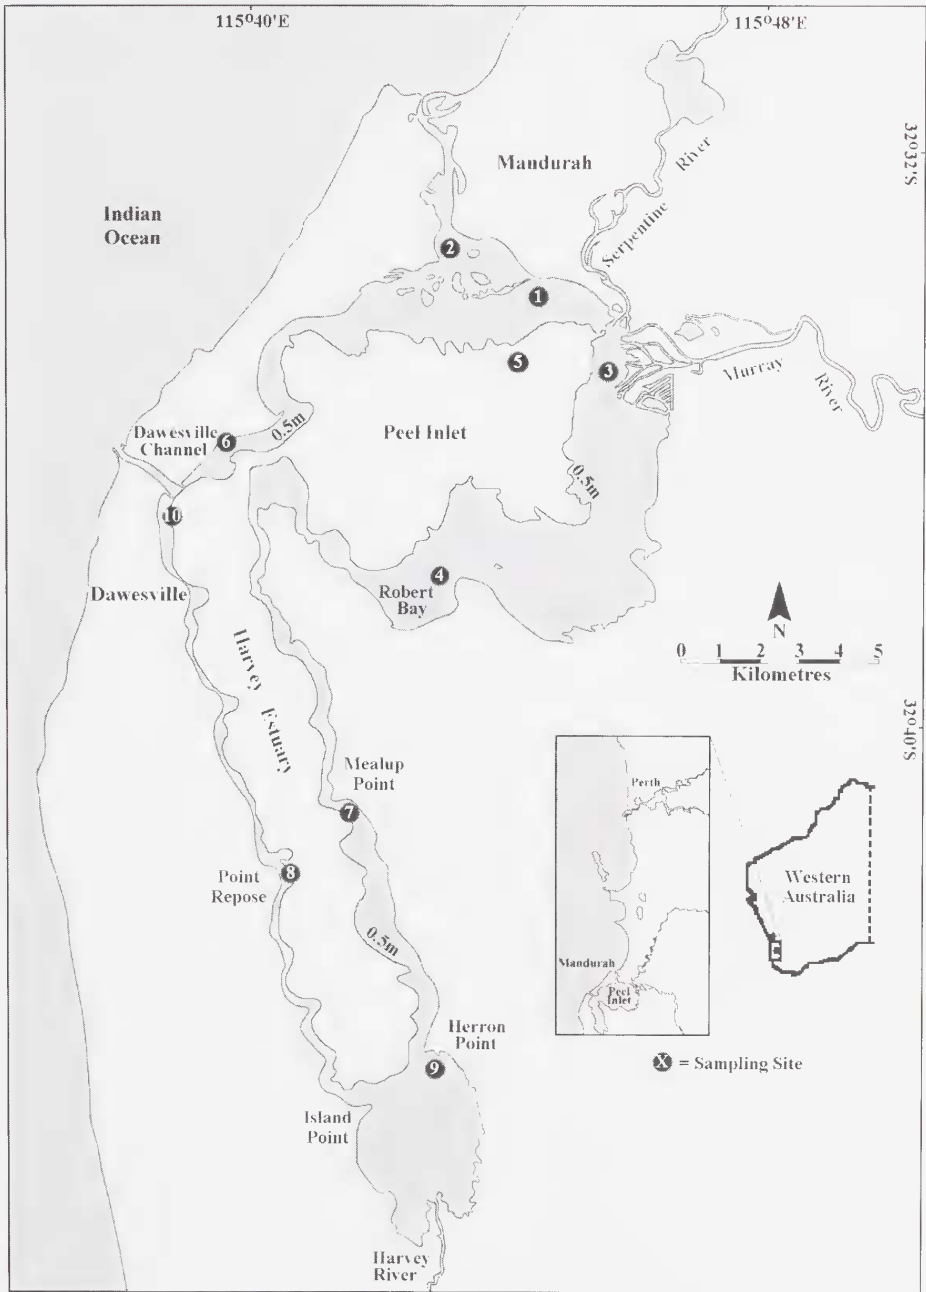 115°40'E
115°48'E
32°32'S
Mandurah
River
Serpentine
Indian
Ocean
2
1
5
3
Murray
River
Dawesville
Channel
6
0.5m
Peel Inlet
0.5m
10
4
Robert
Bay
Dawesville
N
0 1 2 3 4 5
Kilometres
32°40'S
Harvey
Estuary
Mealup
Point
7
Perth
Western
Australia
Point
Repose
8
0.5m
Mandurah
Peel
Inlet
Herron
Point
9
X = Sampling Site
Island
Point
Harvey
River